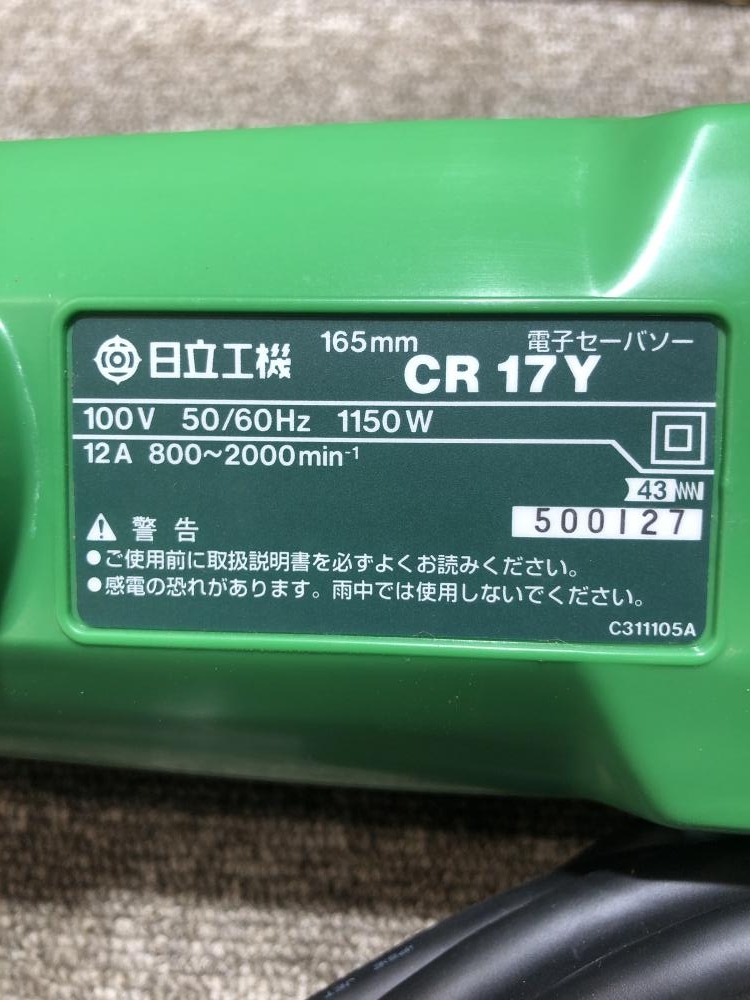 日立工機 165mm 電子セーバソー
CR 17Y
100V 50/60Hz 1150W
12A 800~2000min-1
43
500127
警告
●ご使用前に取扱説明書を必ずよくお読みください。
●感電の恐れがあります。雨中では使用しないでください。
C311105A